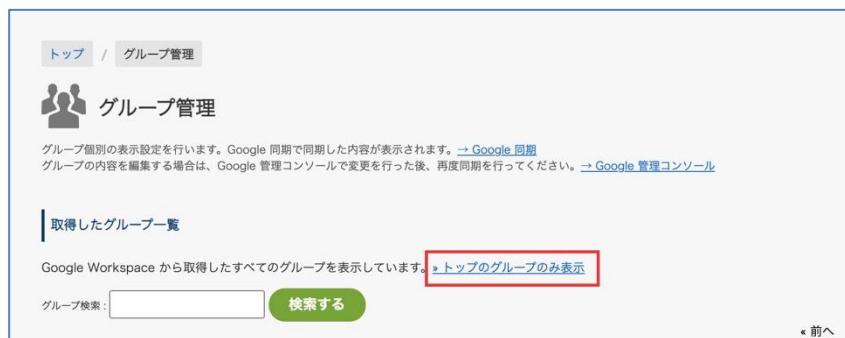 トップ / グループ管理
グループ管理
グループ個別の表示設定を行います。Google 同期で同期した内容が表示されます。→ Google 同期
グループの内容を編集する場合は、Google 管理コンソールで変更を行った後、再度同期を行ってください。→ Google 管理コンソール
取得したグループ一覧
Google Workspace から取得したすべてのグループを表示しています。» トップのグループのみ表示
グループ検索 : 検索する
« 前へ